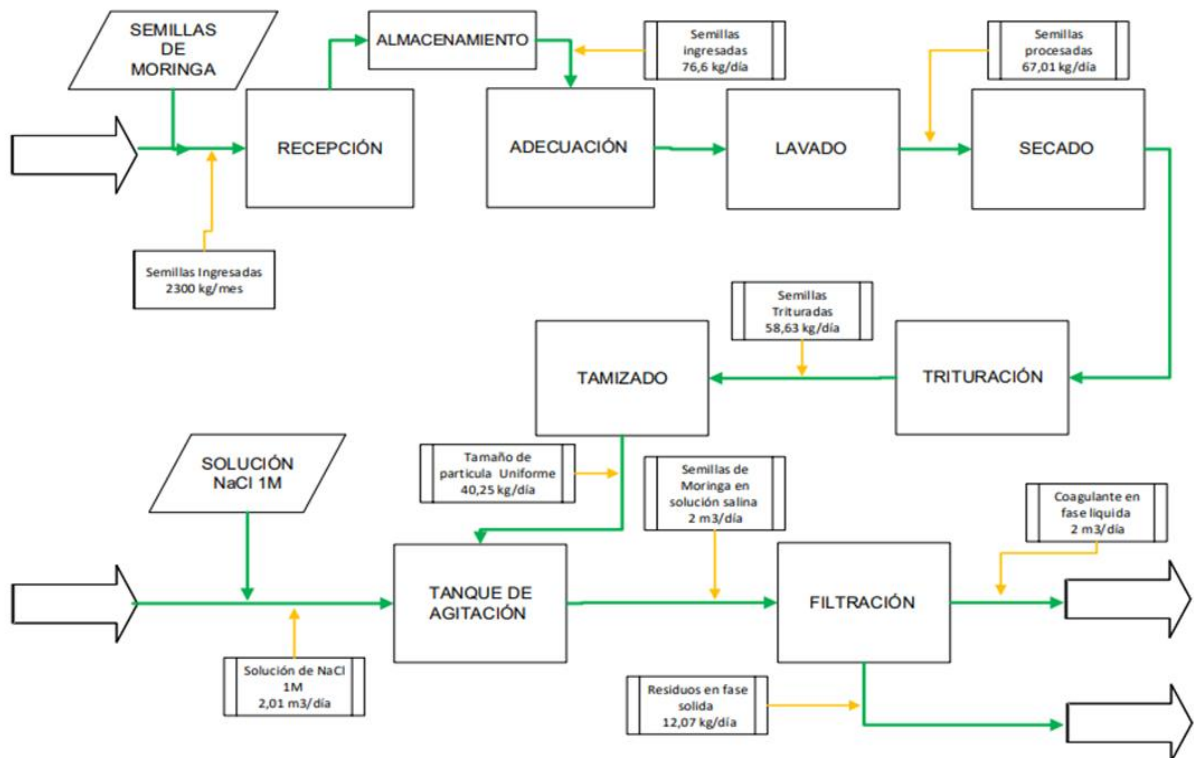 SEMILLAS
DE
MORINGA
ALMACENAMIENTO
Semillas
ingresadas
76,6 kg/día
Semillas
procesadas
67,01 kg/día
RECEPCIÓN
ADECUACIÓN
LAVADO
SECADO
Semillas Ingresadas
2300 kg/mes
Semillas
Trituradas
58,63 kg/día
TAMIZADO
TRITURACIÓN
SOLUCIÓN
NaCl 1M
Tamaño de
particula Uniforme
40,25 kg/día
Semillas de
Moringa en
solución salina
2 m3/día
Coagulante en
fase liquida
2 m3/día
TANQUE DE
AGITACIÓN
FILTRACIÓN
Solución de NaCl
1M
2,01 m3/día
Residuos en fase
solida
12,07 kg/día